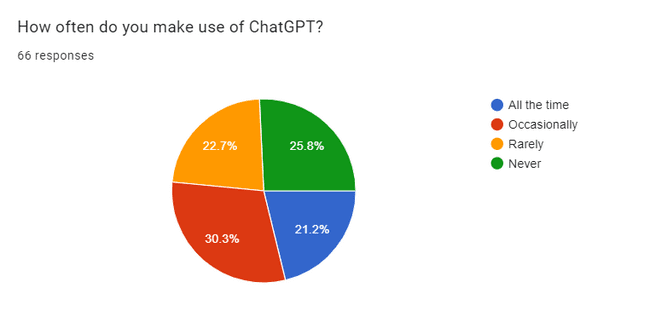 How often do you make use of ChatGPT?
66 responses
All the time
Occasionally
Rarely
Never
22.7%
25.8%
30.3%
21.2%